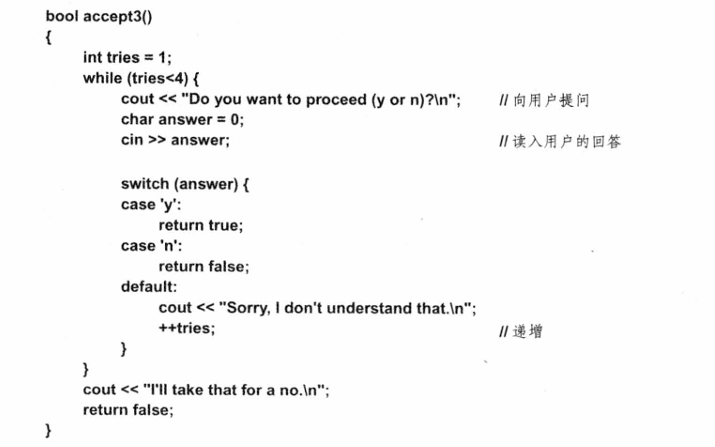 bool accept3()
{
int tries = 1;
while (tries<4) {
cout << "Do you want to proceed (y or n)?\n"; // 向用户提问
char answer = 0;
cin >> answer; // 读入用户的回答
switch (answer) {
case 'y':
return true;
case 'n':
return false;
default:
cout << "Sorry, I don't understand that.\n";
++tries; // 递增
}
}
cout << "I'll take that for a no.\n";
return false;
}